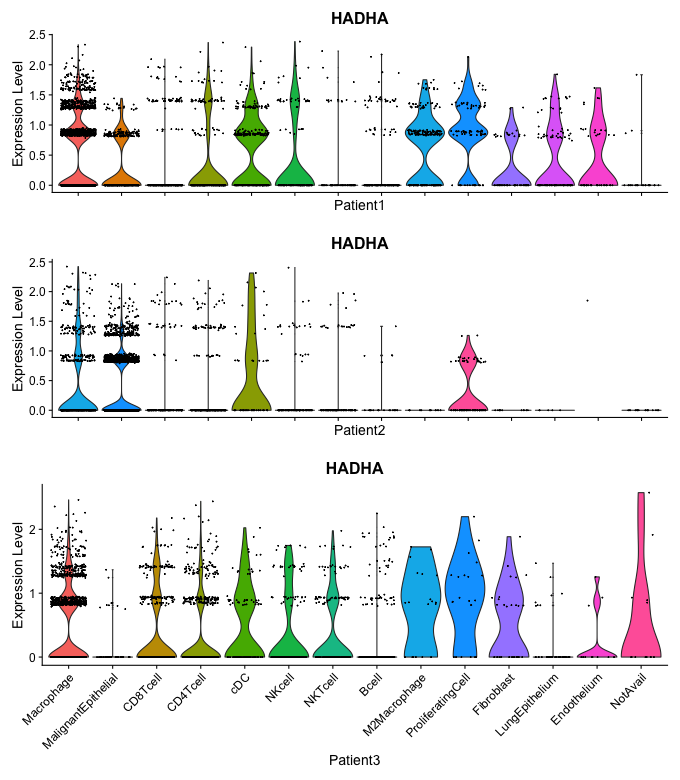 HADHA
Expression Level
2.5
2.0
1.5
1.0
0.5
0.0
Patient1
HADHA
Expression Level
2.5
2.0
1.5
1.0
0.5
0.0
Patient2
HADHA
Expression Level
2
1
0
Macrophage
MalignantEpithelial
CD8Tcell
CD4Tcell
cDC
NKcell
NKTcell
Bcell
M2Macrophage
ProliferatingCell
Fibroblast
LungEpithelium
Endothelium
NotAvail
Patient3